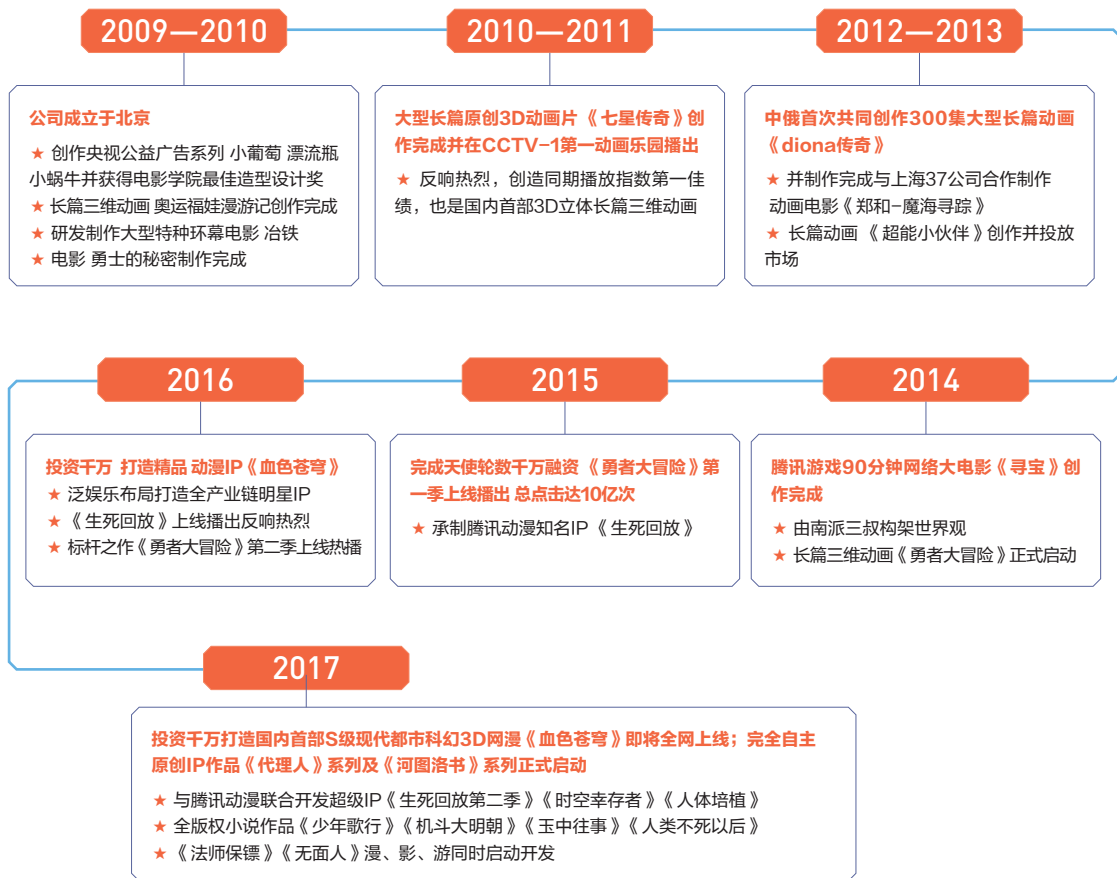 2009—2010
公司成立于北京
★ 创作央视公益广告系列 小葡萄 漂流瓶
小蜗牛并获得电影学院最佳造型设计奖
★ 长篇三维动画 奥运福娃漫游记创作完成
★ 研发制作大型特种环幕电影 冶铁
★ 电影 勇士的秘密制作完成
2010—2011
大型长篇原创3D动画片《七星传奇》创
作完成并在CCTV-1第一动画乐园播出
★ 反响热烈，创造同期播放指数第一佳
绩，也是国内首部3D立体长篇三维动画
2012—2013
中俄首次共同创作300集大型长篇动画
《diona传奇》
★ 并制作完成与上海37公司合作制作
动画电影《郑和-魔海寻踪》
★ 长篇动画 《超能小伙伴》创作并投放
市场
2014
腾讯游戏90分钟网络大电影《寻宝》创
作完成
★ 由南派三叔构架世界观
★ 长篇三维动画《勇者大冒险》正式启动
2015
完成天使轮数千万融资 《勇者大冒险》第
一季上线播出 总点击达10亿次
★ 承制腾讯动漫知名IP《生死回放》
2016
投资千万 打造精品 动漫IP《血色苍穹》
★ 泛娱乐布局打造全产业链明星IP
★ 《生死回放》上线播出反响热烈
★ 标杆之作《勇者大冒险》第二季上线热播
2017
投资千万打造国内首部S级现代都市科幻3D网漫《血色苍穹》即将全网上线；完全自主
原创IP作品《代理人》系列及《河图洛书》系列正式启动
★ 与腾讯动漫联合开发超级IP《生死回放第二季》《时空幸存者》《人体培植》
★ 全版权小说作品《少年歌行》《机斗大明朝》《玉中往事》《人类不死以后》
★ 《法师保镖》《无面人》漫、影、游同时启动开发